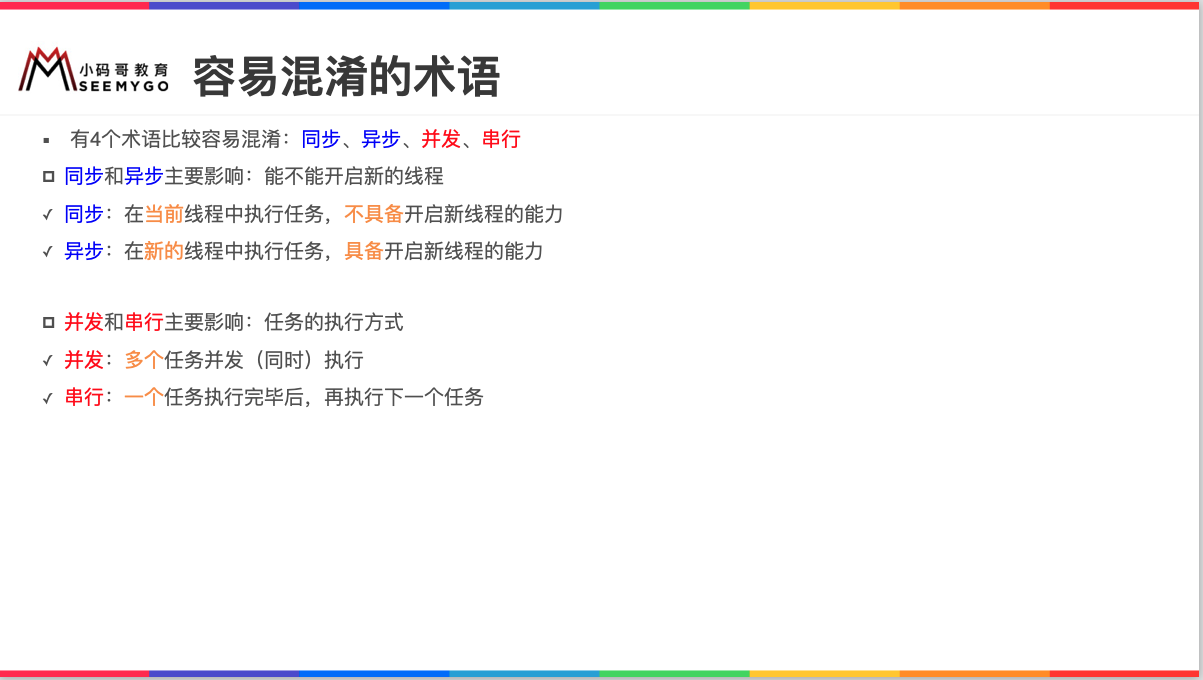 小码哥教育
SEEMYGO
容易混淆的术语
▪ 有4个术语比较容易混淆：同步、异步、并发、串行
同步和异步主要影响：能不能开启新的线程
✓ 同步：在当前线程中执行任务，不具备开启新线程的能力
✓ 异步：在新的线程中执行任务，具备开启新线程的能力
并发和串行主要影响：任务的执行方式
✓ 并发：多个任务并发（同时）执行
✓ 串行：一个任务执行完毕后，再执行下一个任务